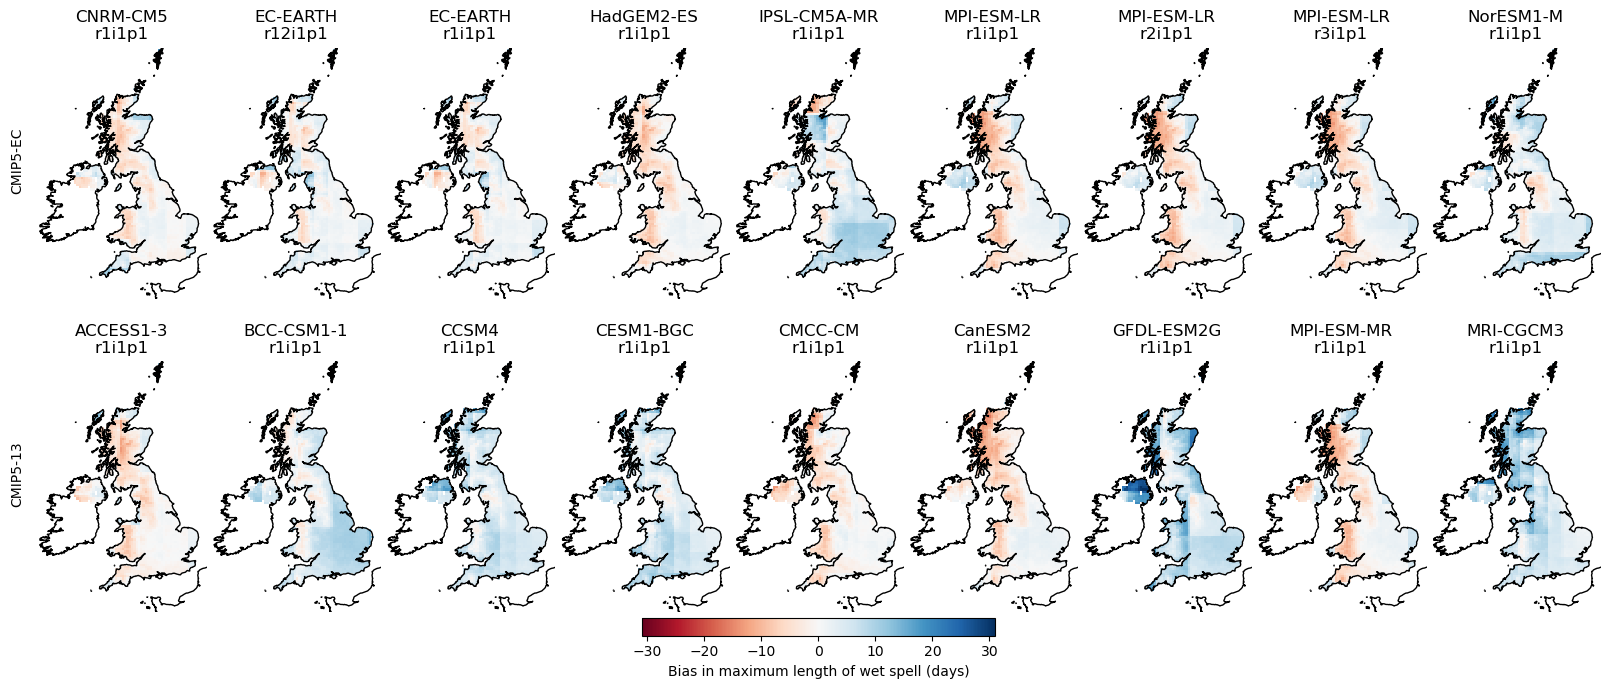 CNRM-CM5
r1i1p1
EC-EARTH
r12i1p1
EC-EARTH
r1i1p1
HadGEM2-ES
r1i1p1
IPSL-CM5A-MR
r1i1p1
MPI-ESM-LR
r1i1p1
MPI-ESM-LR
r2i1p1
MPI-ESM-LR
r3i1p1
NorESM1-M
r1i1p1
CMIP5-EC
ACCESS1-3
r1i1p1
BCC-CSM1-1
r1i1p1
CCSM4
r1i1p1
CESM1-BGC
r1i1p1
CMCC-CM
r1i1p1
CanESM2
r1i1p1
GFDL-ESM2G
r1i1p1
MPI-ESM-MR
r1i1p1
MRI-CGCM3
r1i1p1
CMIP5-13
−30 −20 −10 0 10 20 30
Bias in maximum length of wet spell (days)